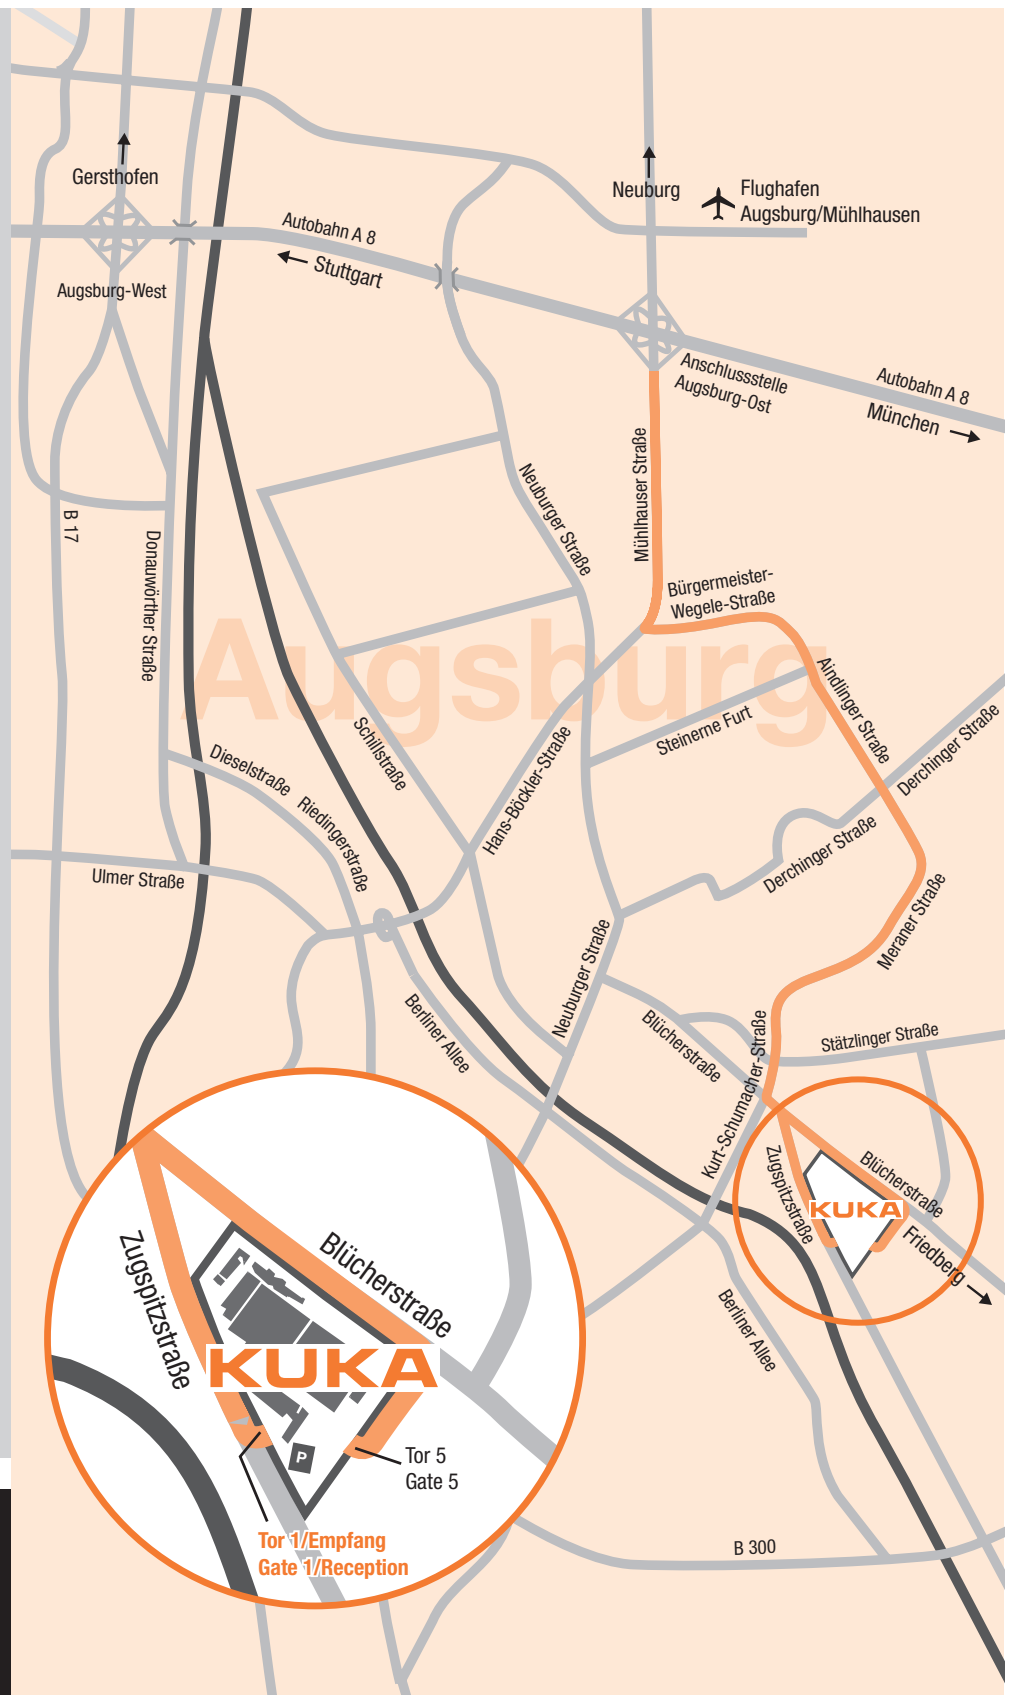 Gersthofen
Neuburg
Flughafen
Augsburg/Mühlhausen
Autobahn A 8
Stuttgart
Augsburg-West
Anschlussstelle
Augsburg-Ost
Autobahn A 8
München
Mühlhauser Straße
Neuburger Straße
B 17
Donauwörther Straße
Bürgermeister-
Wegele-Straße
Augsburg
Aindlinger Straße
Steinerne Furt
Derchinger Straße
Schillstraße
Hans-Böckler-Straße
Dieselstraße
Riedingerstraße
Derchinger Straße
Ulmer Straße
Meraner Straße
Neuburger Straße
Berliner Allee
Blücherstraße
Kurt-Schumacher-Straße
Stätzlinger Straße
Zugspitzstraße
Blücherstraße
KUKA
Friedberg
Berliner Allee
Zugspitzstraße
Blücherstraße
KUKA
P
Tor 5
Gate 5
Tor 1/Empfang
Gate 1/Reception
B 300